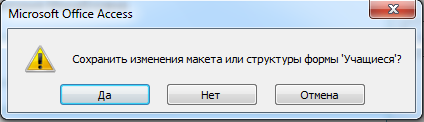 Microsoft Office Access
Сохранить изменения макета или структуры формы 'Учащиеся'?
Да
Нет
Отмена